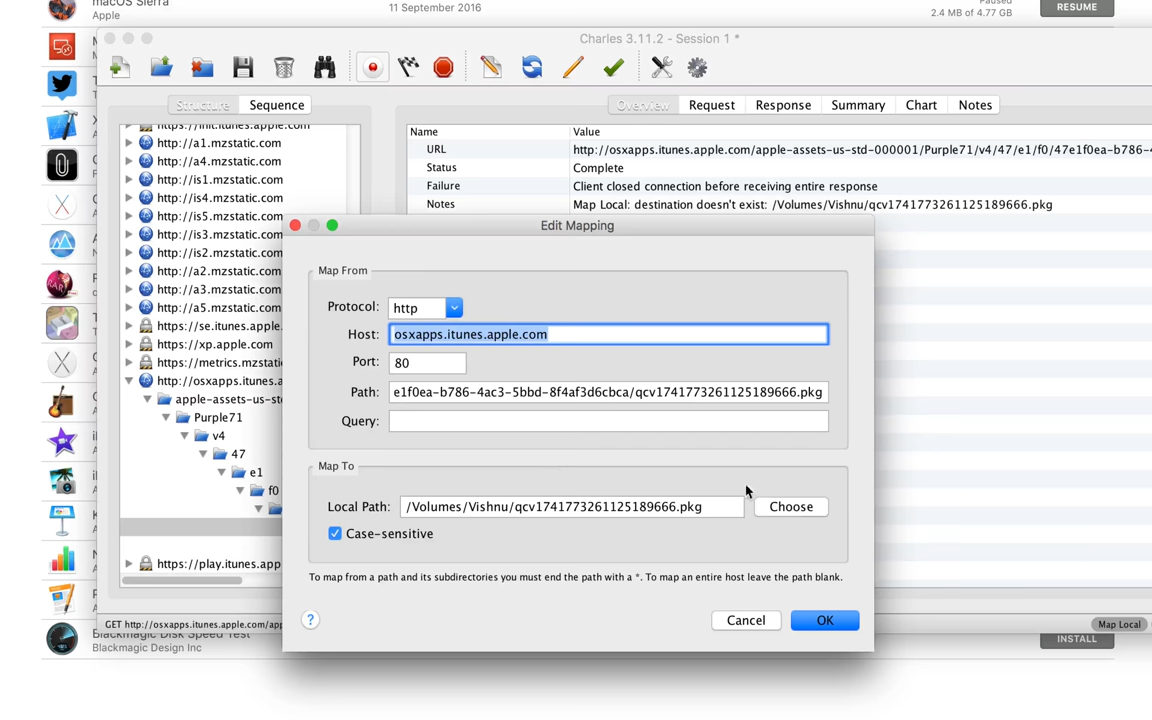 macOS Sierra
Apple
11 September 2016
Paused
2.4 MB of 4.77 GB
RESUME
Charles 3.11.2 - Session 1 *
Structure
Sequence
Overview
Request
Response
Summary
Chart
Notes
https://init.itunes.apple.com
http://a1.mzstatic.com
http://a4.mzstatic.com
http://is1.mzstatic.com
http://is4.mzstatic.com
http://is5.mzstatic.com
http://is3.mzstatic.com
http://is2.mzstatic.com
http://a2.mzstatic.com
http://a3.mzstatic.com
http://a5.mzstatic.com
https://se.itunes.apple.
https://xp.apple.com
https://metrics.mzstati
http://osxapps.itunes.a
apple-assets-us-st
Purple71
v4
47
e1
f0
https://play.itunes.app
Name Value
URL http://osxapps.itunes.apple.com/apple-assets-us-std-000001/Purple71/v4/47/e1/f0/47e1f0ea-b786-4
Status Complete
Failure Client closed connection before receiving entire response
Notes Map Local: destination doesn't exist: /Volumes/Vishnu/qcv1741773261125189666.pkg
Edit Mapping
Map From
Protocol: http
Host: osxapps.itunes.apple.com
Port: 80
Path: e1f0ea-b786-4ac3-5bbd-8f4af3d6cbca/qcv1741773261125189666.pkg
Query:
Map To
Local Path: /Volumes/Vishnu/qcv1741773261125189666.pkg Choose
Case-sensitive
To map from a path and its subdirectories you must end the path with a *. To map an entire host leave the path blank.
?
Cancel
OK
GET http://osxapps.itunes.apple.com/app
Map Local
Blackmagic Disk Speed Test
Blackmagic Design Inc
INSTALL